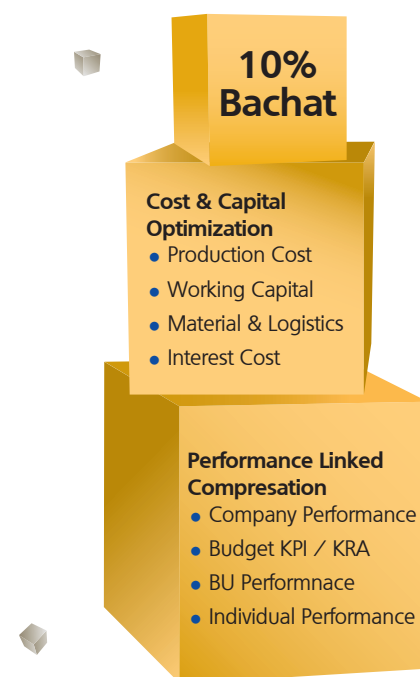 10%
Bachat
Cost & Capital
Optimization
• Production Cost
• Working Capital
• Material & Logistics
• Interest Cost
Performance Linked
Compresation
• Company Performance
• Budget KPI / KRA
• BU Performnace
• Individual Performance